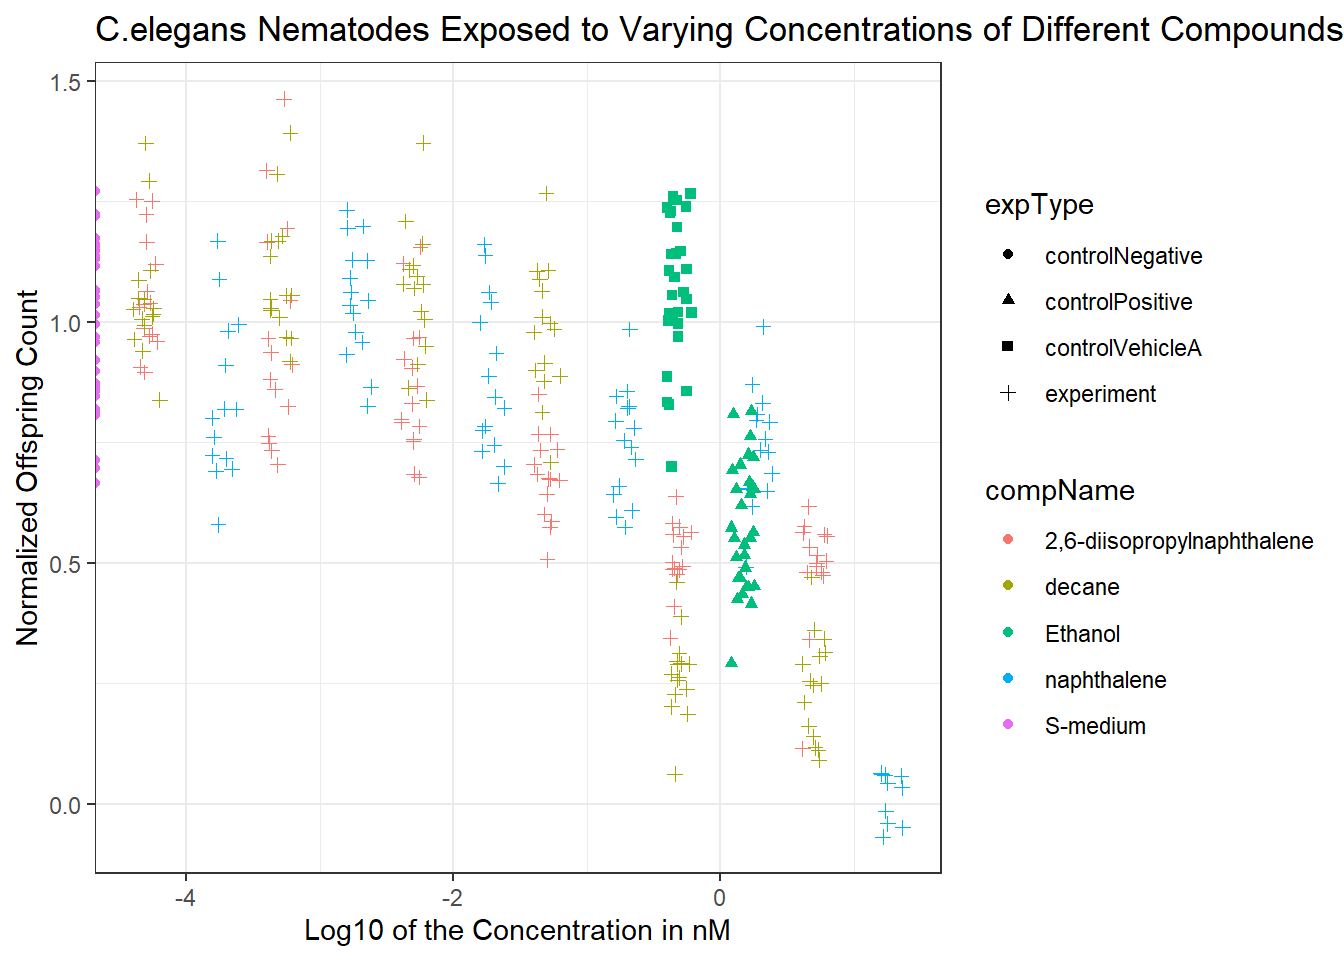 C.elegans Nematodes Exposed to Varying Concentrations of Different Compounds
1.5
1.0
0.5
0.0
Normalized Offspring Count
-4
-2
0
Log10 of the Concentration in nM
expType
controlNegative
controlPositive
controlVehicleA
experiment
compName
2,6-diisopropylnaphthalene
decane
Ethanol
naphthalene
S-medium